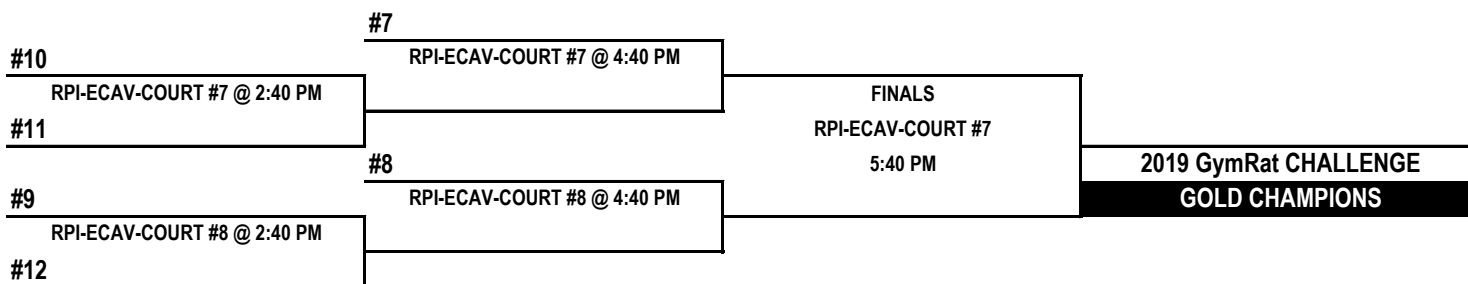 #7
#10
RPI-ECAV-COURT #7 @ 4:40 PM
RPI-ECAV-COURT #7 @ 2:40 PM
FINALS
#11
RPI-ECAV-COURT #7
#8
5:40 PM
2019 GymRat CHALLENGE
#9
RPI-ECAV-COURT #8 @ 4:40 PM
GOLD CHAMPIONS
RPI-ECAV-COURT #8 @ 2:40 PM
#12